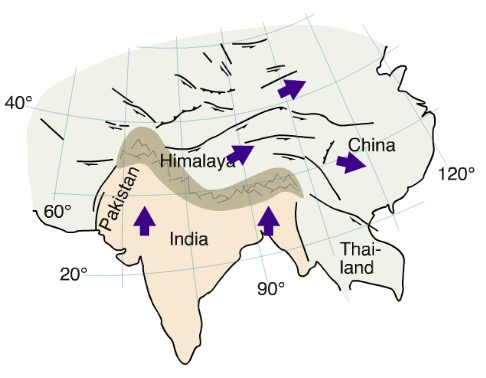 40°
China
Himalaya
120°
Pakistan
60°
India
Thai-
land
20°
90°